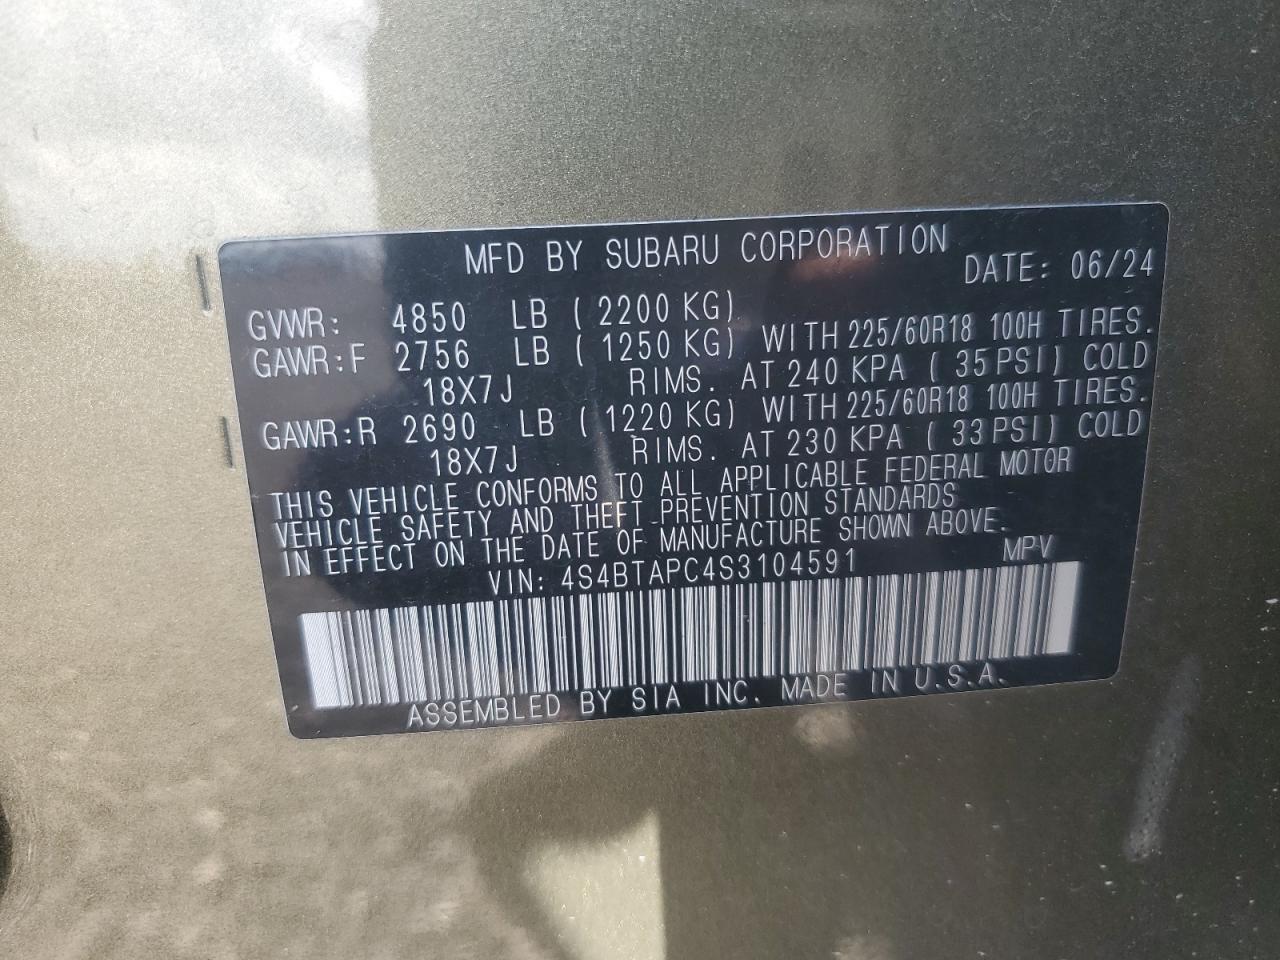 MFD BY SUBARU CORPORATION DATE: 06/24
GVWR: 4850 LB ( 2200 KG)
GAWR:F 2756 LB ( 1250 KG) WITH 225/60R18 100H TIRES.
18X7J RIMS. AT 240 KPA ( 35PSI) COLD
GAWR:R 2690 LB ( 1220 KG) WITH 225/60R18 100H TIRES.
18X7J RIMS. AT 230 KPA ( 33PSI) COLD
THIS VEHICLE CONFORMS TO ALL APPLICABLE FEDERAL MOTOR
VEHICLE SAFETY AND THEFT PREVENTION STANDARDS
IN EFFECT ON THE DATE OF MANUFACTURE SHOWN ABOVE.
VIN: 4S4BTAPC4S3104591 MPV
ASSEMBLED BY SIA INC. MADE IN U.S.A.